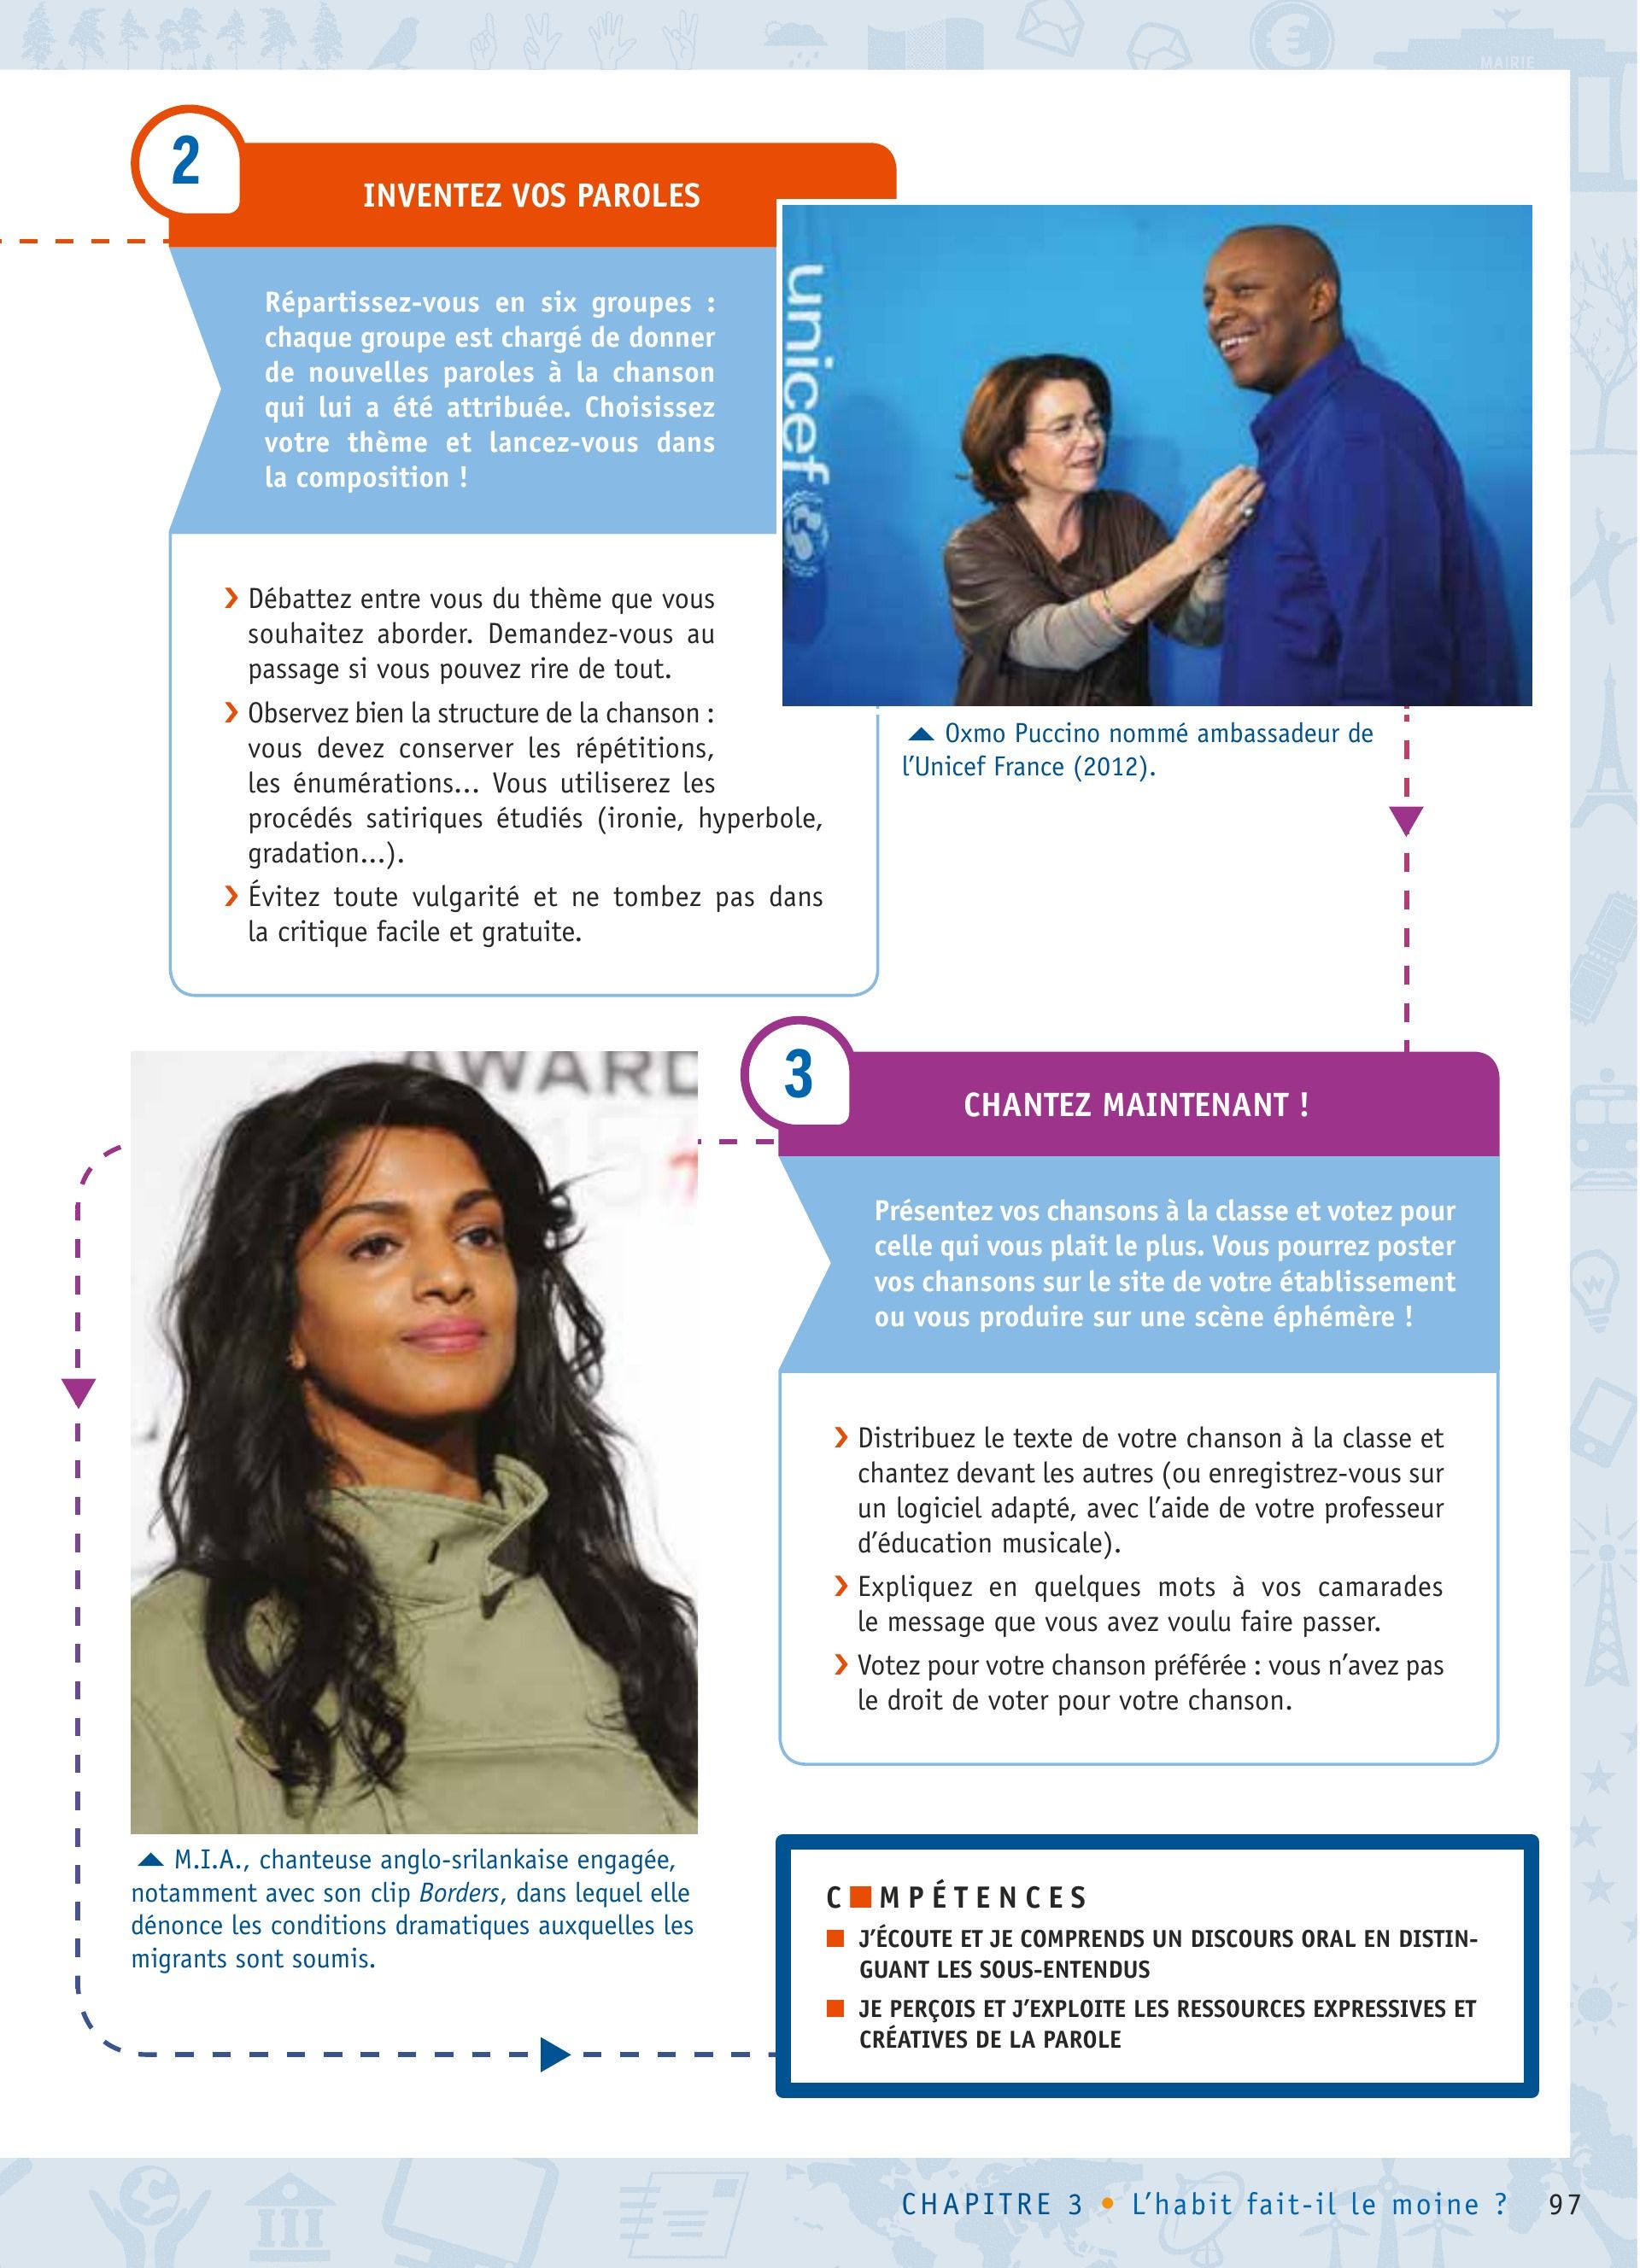 MAIRIE
2
INVENTEZ VOS PAROLES
Répartissez-vous en six groupes :
chaque groupe est chargé de donner
de nouvelles paroles à la chanson
qui lui a été attribuée. Choisissez
votre thème et lancez-vous dans
la composition !
❯ Débattez entre vous du thème que vous
souhaitez aborder. Demandez-vous au
passage si vous pouvez rire de tout.
❯ Observez bien la structure de la chanson :
vous devez conserver les répétitions,
les énumérations... Vous utiliserez les
procédés satiriques étudiés (ironie, hyperbole,
gradation...).
❯ Évitez toute vulgarité et ne tombez pas dans
la critique facile et gratuite.
unicef
▲ Oxmo Puccino nommé ambassadeur de
l'Unicef France (2012).
AWARD
3
CHANTEZ MAINTENANT !
Présentez vos chansons à la classe et votez pour
celle qui vous plait le plus. Vous pourrez poster
vos chansons sur le site de votre établissement
ou vous produire sur une scène éphémère !
❯ Distribuez le texte de votre chanson à la classe et
chantez devant les autres (ou enregistrez-vous sur
un logiciel adapté, avec l'aide de votre professeur
d'éducation musicale).
❯ Expliquez en quelques mots à vos camarades
le message que vous avez voulu faire passer.
❯ Votez pour votre chanson préférée : vous n'avez pas
le droit de voter pour votre chanson.
▲ M.I.A., chanteuse anglo-srilankaise engagée,
notamment avec son clip Borders, dans lequel elle
dénonce les conditions dramatiques auxquelles les
migrants sont soumis.
C■MPÉTENCES
■ J'ÉCOUTE ET JE COMPRENDS UN DISCOURS ORAL EN DISTIN-
GUANT LES SOUS-ENTENDUS
■ JE PERÇOIS ET J'EXPLOITE LES RESSOURCES EXPRESSIVES ET
CRÉATIVES DE LA PAROLE
CHAPITRE 3 • L'habit fait-il le moine ? 97